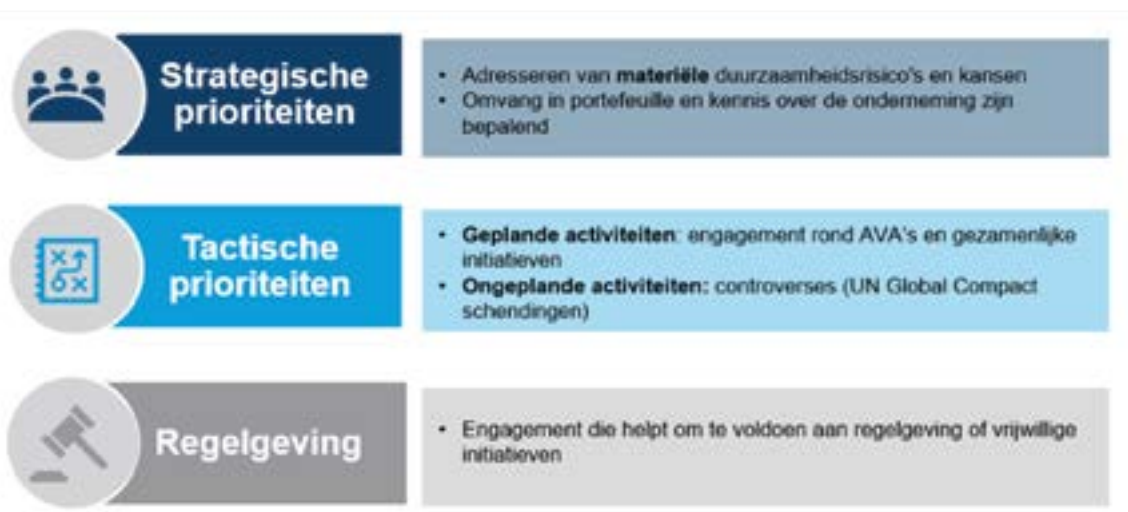 Strategische
prioriteiten
• Adresseren van materiële duurzaamheidsrisico's en kansen
• Omvang in portefeuille en kennis over de onderneming zijn
bepalend
Tactische
prioriteiten
• Geplande activiteiten: engagement rond AVA's en gezamenlijke
initiatieven
• Ongeplande activiteiten: controverses (UN Global Compact
schendingen)
Regelgeving
• Engagement die helpt om te voldoen aan regelgeving of vrijwillige
initiatieven